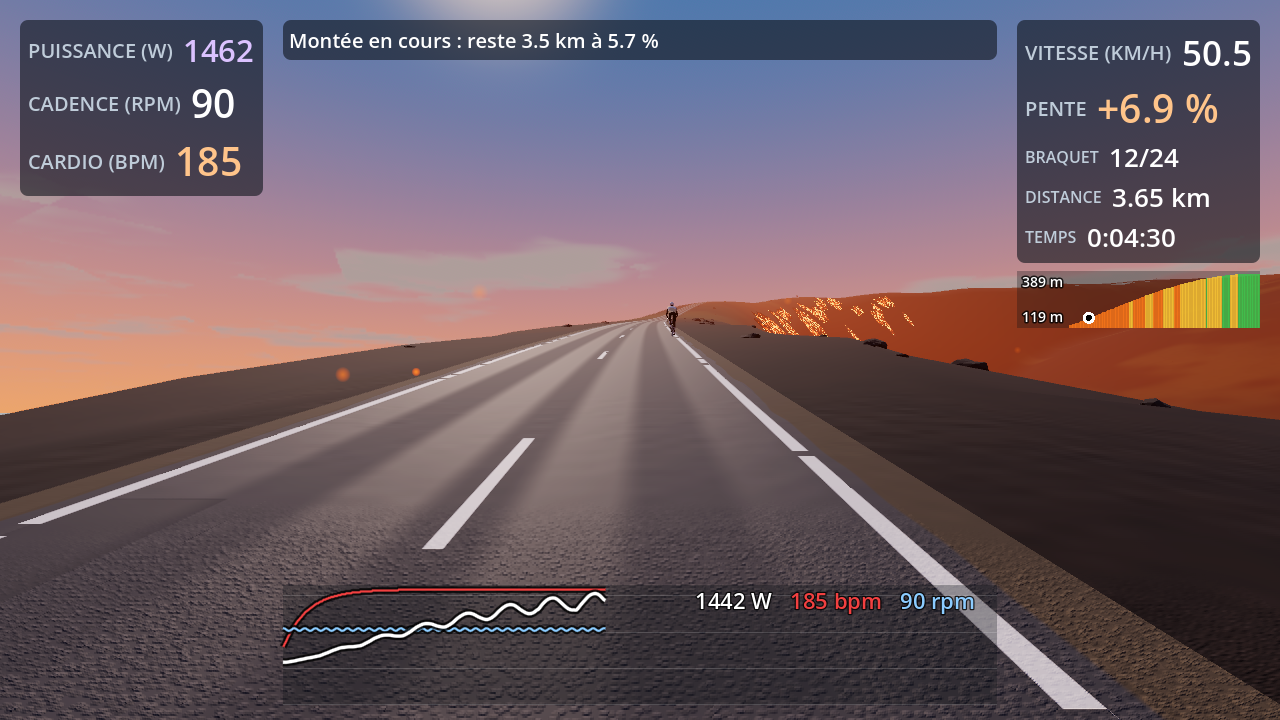 PUISSANCE (W) 1462
CADENCE (RPM) 90
CARDIO (BPM) 185
Montée en cours : reste 3.5 km à 5.7 %
VITESSE (KM/H) 50.5
PENTE +6.9 %
BRAQUET 12/24
DISTANCE 3.65 km
TEMPS 0:04:30
389 m
119 m
1442 W 185 bpm 90 rpm